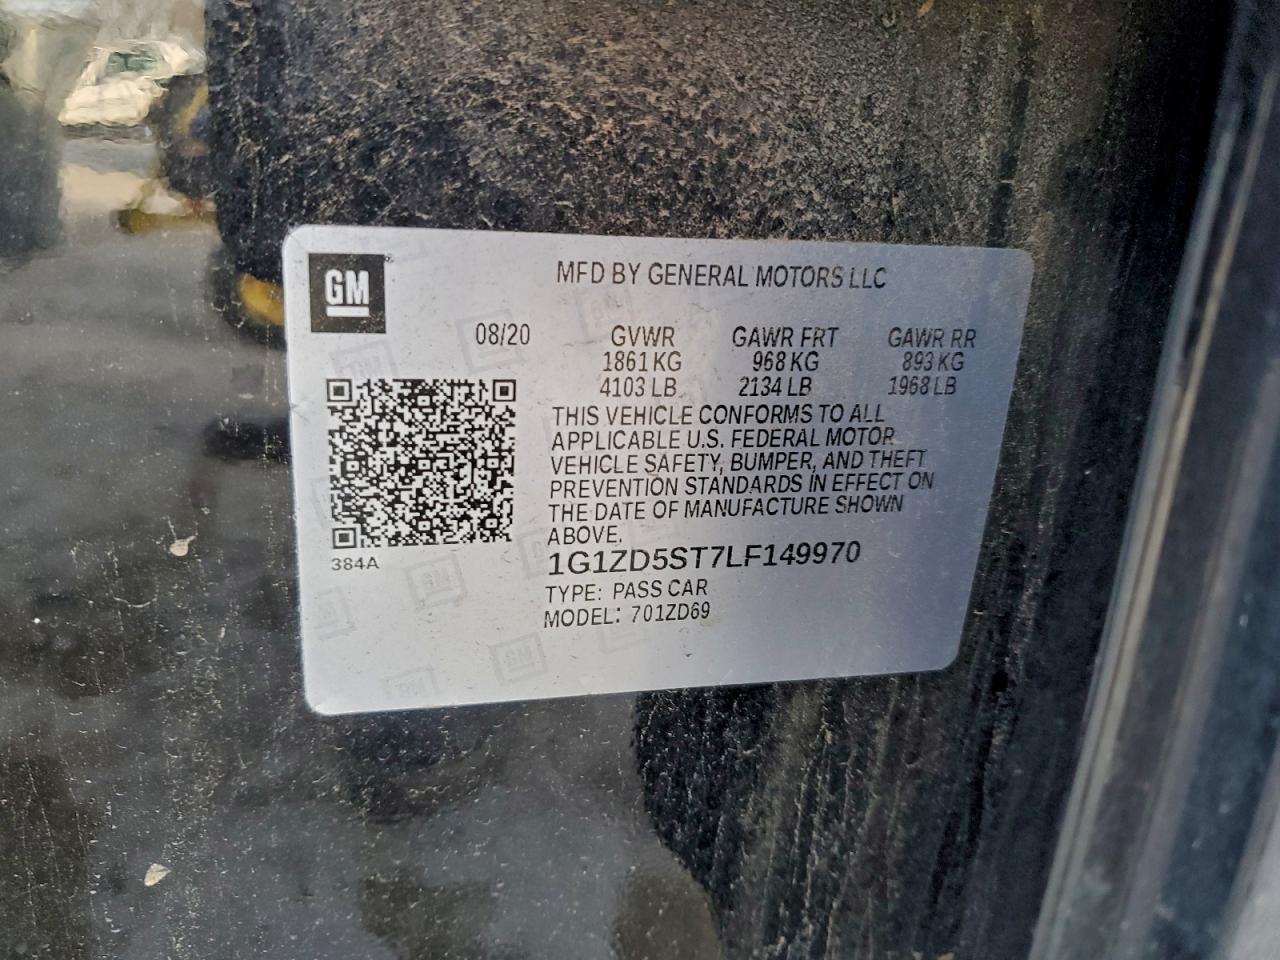 GM
MFD BY GENERAL MOTORS LLC
08/20 GVWR GAWR FRT GAWR RR
1861 KG 968 KG 893 KG
4103 LB 2134 LB 1968 LB
THIS VEHICLE CONFORMS TO ALL
APPLICABLE U.S. FEDERAL MOTOR
VEHICLE SAFETY, BUMPER, AND THEFT
PREVENTION STANDARDS IN EFFECT ON
THE DATE OF MANUFACTURE SHOWN
ABOVE.
384A
1G1ZD5ST7LF149970
TYPE: PASS CAR
MODEL: 701ZD69